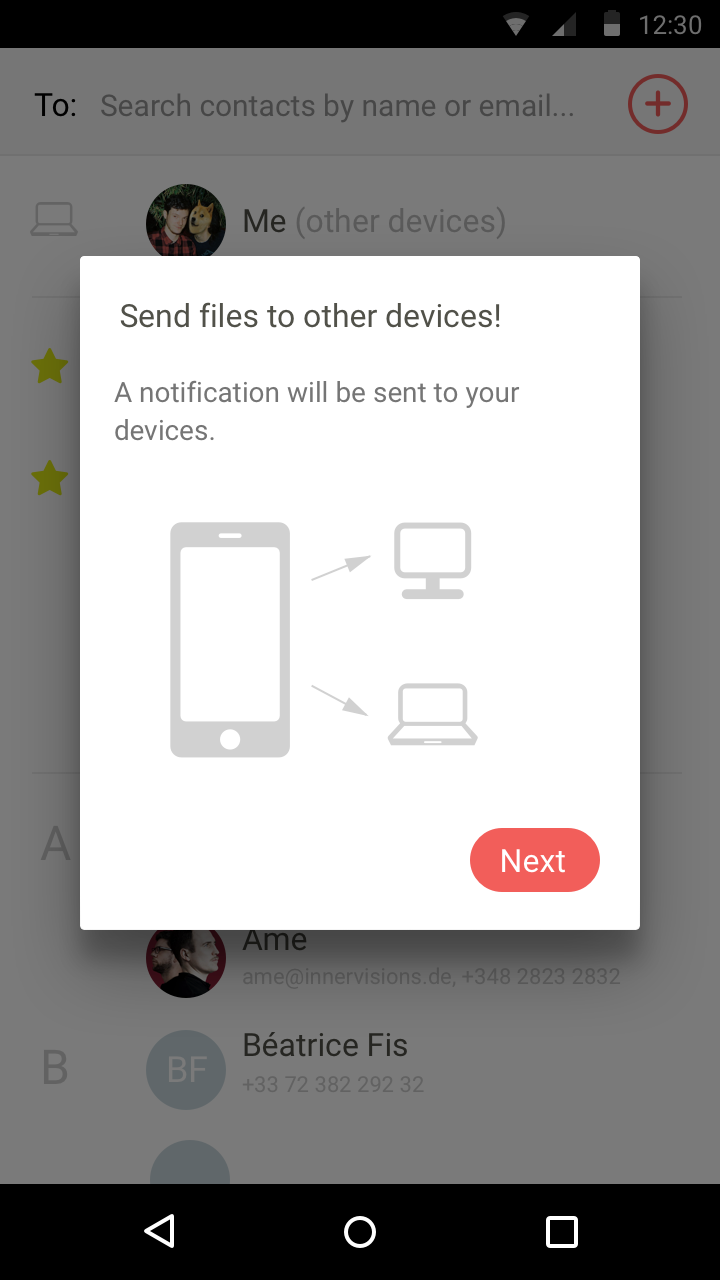 12:30
To: Search contacts by name or email...
Me (other devices)
Send files to other devices!
A notification will be sent to your
devices.
Next
A
Ame
ame@innervisions.de, +348 2823 2832
B
BF
Béatrice Fis
+33 72 382 292 32